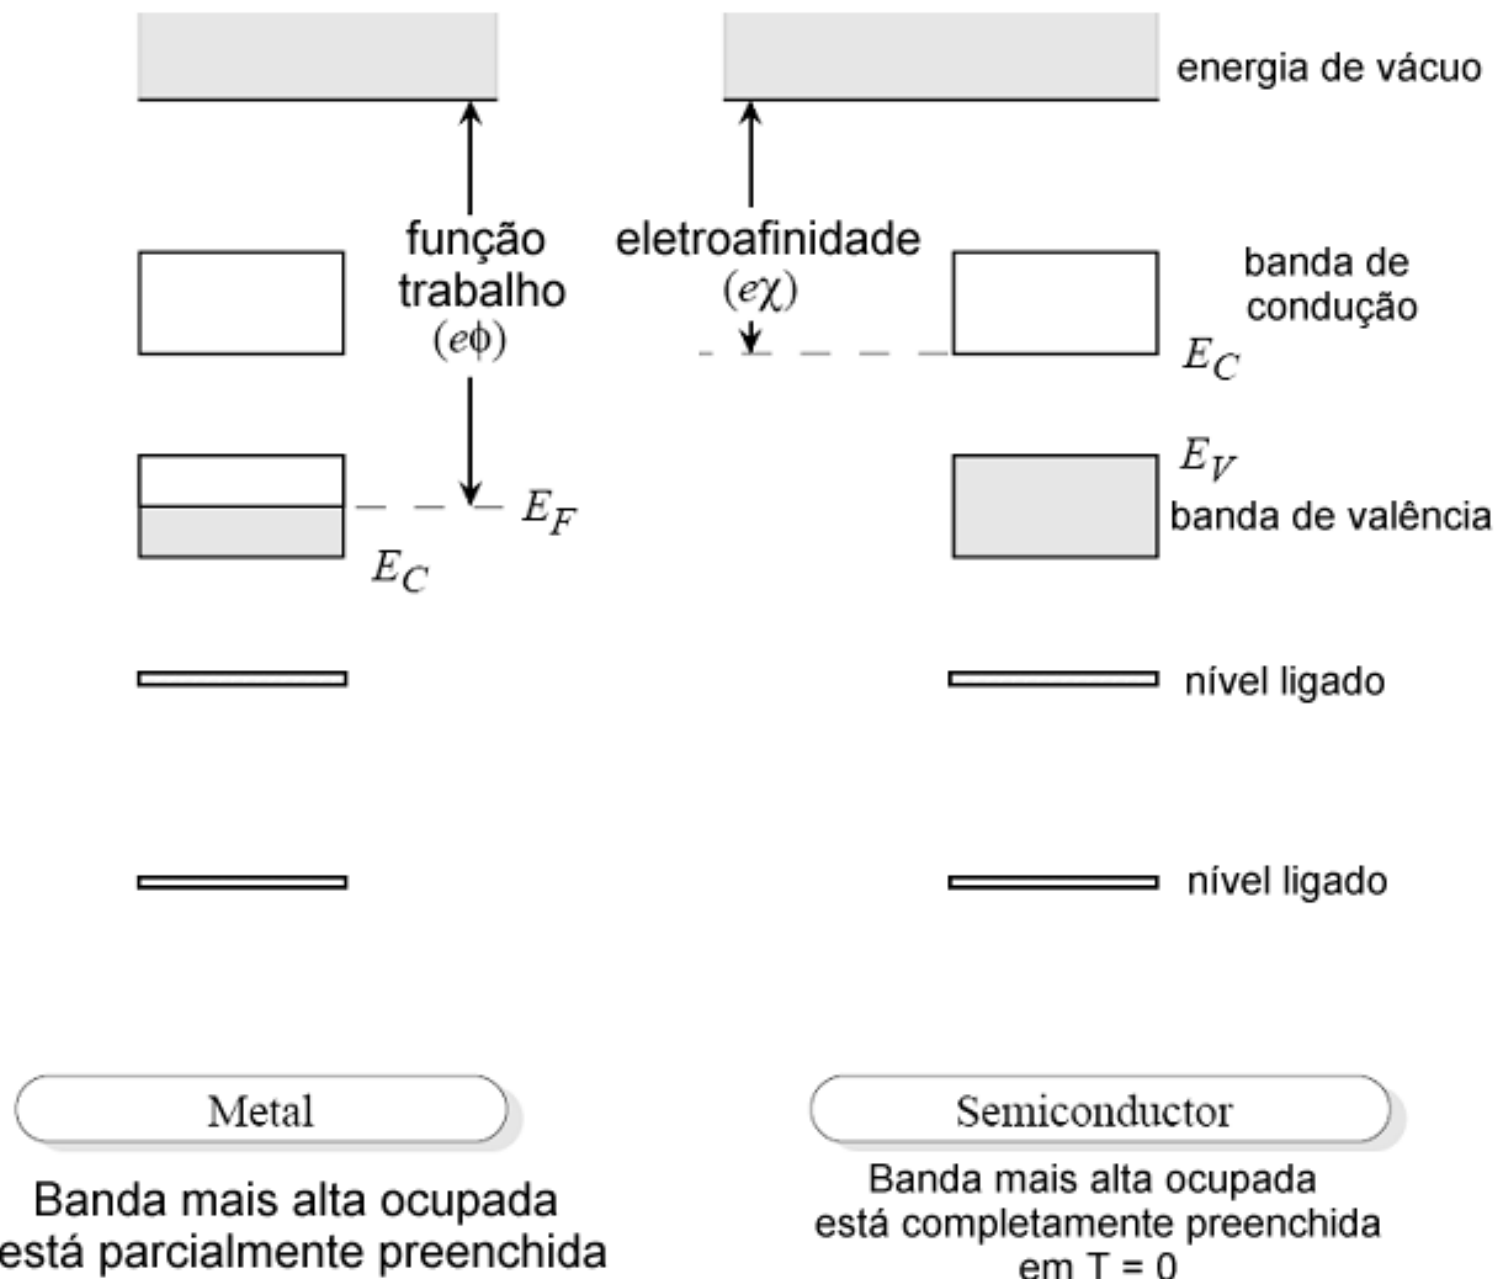 energia de vácuo
função
trabalho
(eϕ)
eletroafinidade
(eχ)
banda de
condução
E_C
E_V
banda de valência
E_F
E_C
nível ligado
nível ligado
Metal
Banda mais alta ocupada
está parcialmente preenchida
Semiconductor
Banda mais alta ocupada
está completamente preenchida
em T = 0